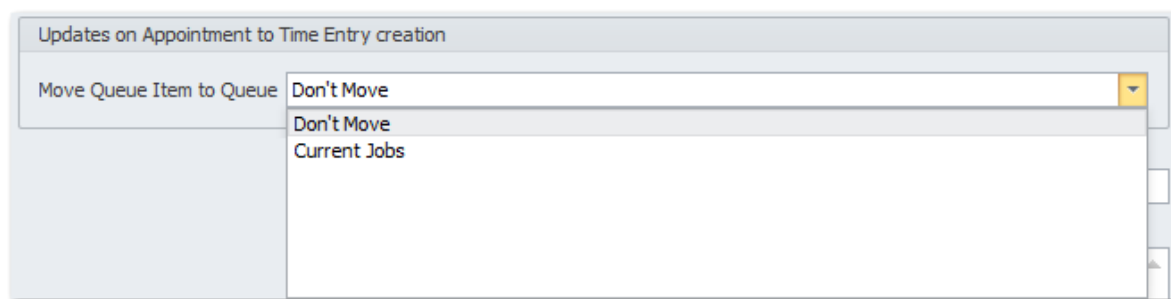 Updates on Appointment to Time Entry creation
Move Queue Item to Queue Don't Move
Don't Move
Current Jobs